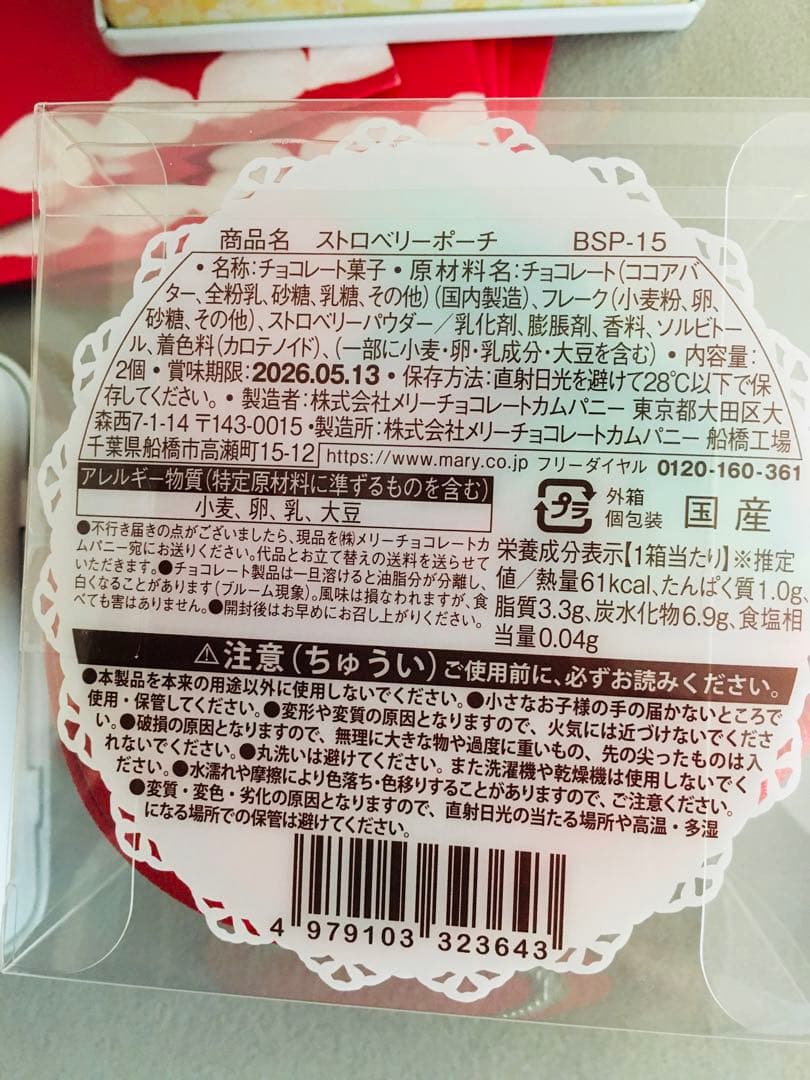 商品名 ストロベリーポーチ BSP-15
・名称:チョコレート菓子・原材料名:チョコレート(ココアバ
ター、全粉乳、砂糖、乳糖、その他)(国内製造)、フレーク(小麦粉、卵、
砂糖、その他)、ストロベリーパウダー/乳化剤、膨脹剤、香料、ソルビトー
ル、着色料(カロテノイド)、(一部に小麦・卵・乳成分・大豆を含む)・内容量:
2個・賞味期限:2026.05.13・保存方法:直射日光を避けて28℃以下で保
存してください。・製造者:株式会社メリーチョコレートカムパニー 東京都大田区大
森西7-1-14 〒143-0015・製造所:株式会社メリーチョコレートカムパニー 船橋工場
千葉県船橋市高瀬町15-12 https://www.mary.co.jp フリーダイヤル 0120-160-361
アレルギー物質(特定原材料に準ずるものを含む)
小麦、卵、乳、大豆
プラ 外箱
個包装
国産
●不行き届きの点がございましたら、現品を㈱メリーチョコレートカ
ムパニー宛にお送りください。代品とお立て替えの送料を送らせて
いただきます。●チョコレート製品は一旦溶けると油脂分が分離し、
白くなることがあります(ブルーム現象)。風味は損なわれますが、食
べても害はありません。●開封後はお早めにお召し上がりください。
栄養成分表示【1箱当たり】※推定
値/熱量61kcal、たんぱく質1.0g、
脂質3.3g、炭水化物6.9g、食塩相
当量0.04g
⚠注意(ちゅうい)ご使用前に、必ずお読みください。
●本製品を本来の用途以外に使用しないでください。●小さなお子様の手の届かないところで
使用・保管してください。●変形や変質の原因となりますので、火気には近づけないでくださ
い。●破損の原因となりますので、無理に大きな物や過度に重いもの、先の尖ったものは入
れないでください。●丸洗いは避けてください。また洗濯機や乾燥機は使用しないでく
ださい。●水濡れや摩擦により色落ち・色移りすることがありますので、ご注意ください。
●変質・変色・劣化の原因となりますので、直射日光の当たる場所や高温・多湿
になる場所での保管は避けてください。
4 979103 323643